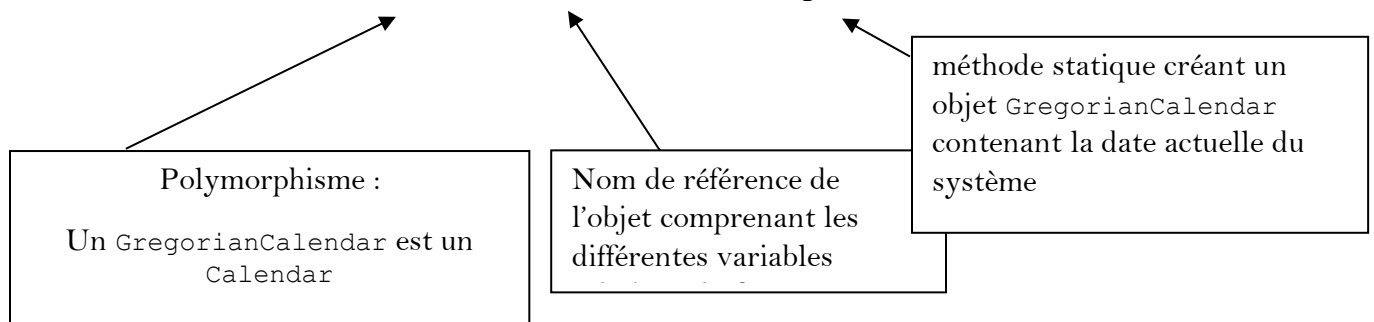 Polymorphisme :
Un GregorianCalendar est un
Calendar
Nom de référence de
l’objet comprenant les
différentes variables
méthode statique créant un
objet GregorianCalendar
contenant la date actuelle du
système